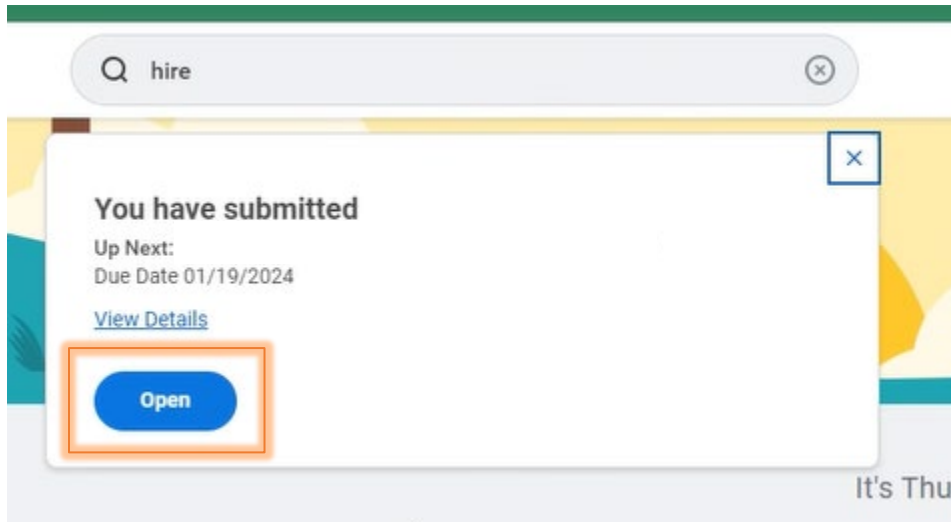 hire
You have submitted
Up Next:
Due Date 01/19/2024
View Details
Open
It's Thu